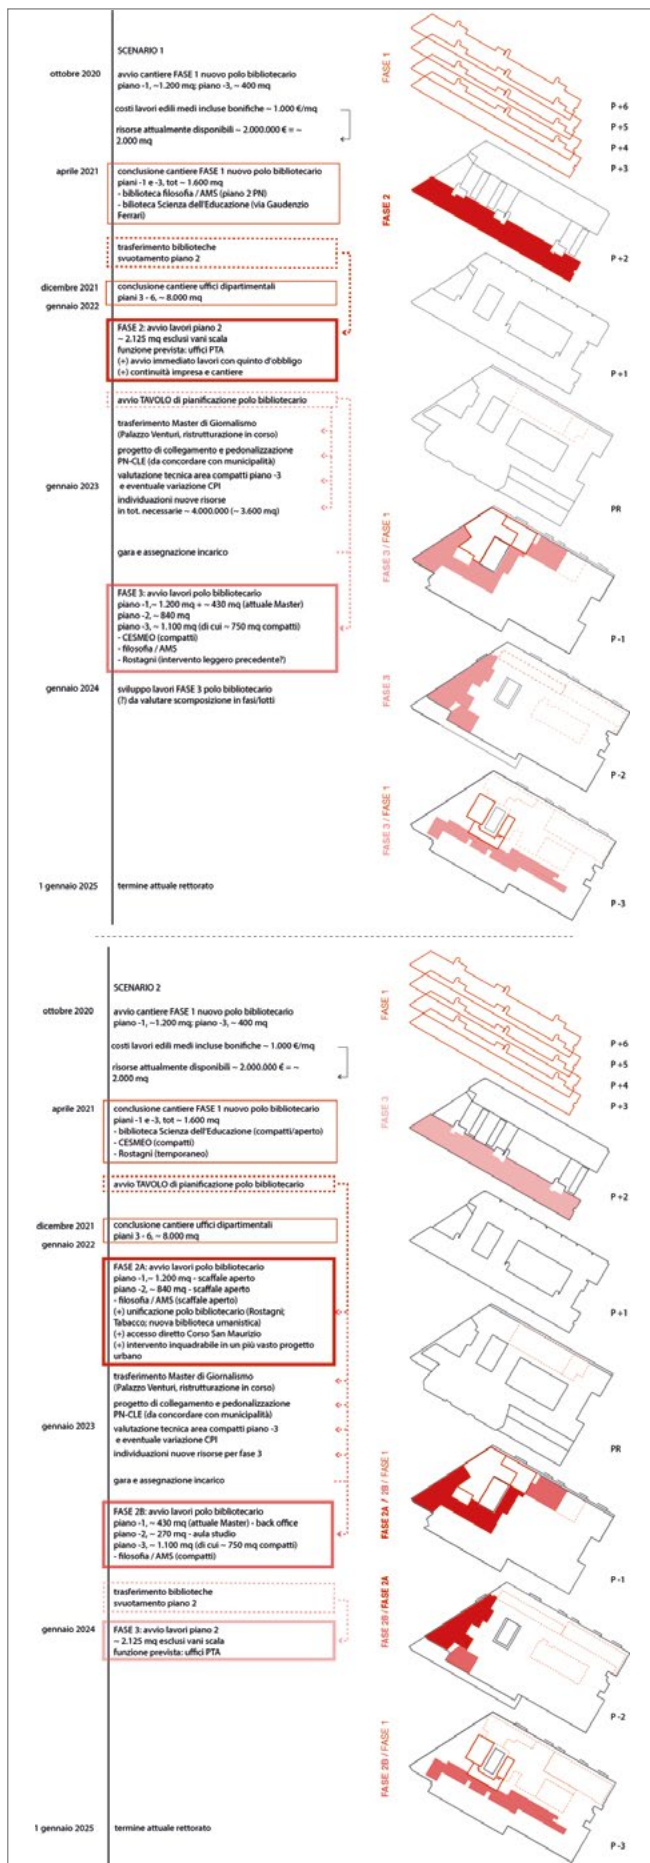 SCENARIO 1
ottobre 2020
avvio cantiere FASE 1 nuovo polo bibliotecario
piano -1, ~1.200 mq; piano -3, ~ 400 mq
costi lavori edili medi incluse bonifiche ~ 1.000 €/mq
risorse attualmente disponibili ~ 2.000.000 € = ~
2.000 mq
aprile 2021
conclusione cantiere FASE 1 nuovo polo bibliotecario
piani -1 e -3, tot ~ 1.600 mq
- biblioteca filosofia / AMS (piano 2 PN)
- bilioteca Scienza dell'Educazione (via Gaudenzio
Ferrari)
trasferimento biblioteche
svuotamento piano 2
dicembre 2021
conclusione cantiere uffici dipartimentali
piani 3 - 6, ~ 8.000 mq
gennaio 2022
FASE 2: avvio lavori piano 2
~ 2.125 mq esclusi vani scala
funzione prevista: uffici PTA
(+) avvio immediato lavori con quinto d'obbligo
(+) continuità impresa e cantiere
avvio TAVOLO di pianificazione polo bibliotecario
trasferimento Master di Giornalismo
(Palazzo Venturi, ristrutturazione in corso)
progetto di collegamento e pedonalizzazione
PN-CLE (da concordare con municipalità)
valutazione tecnica area compatti piano -3
e eventuale variazione CPI
gennaio 2023
individuazioni nuove risorse
in tot. necessarie ~ 4.000.000 (~ 3.600 mq)
gara e assegnazione incarico
FASE 3: avvio lavori polo bibliotecario
piano -1,~ 1.200 mq + ~ 430 mq (attuale Master)
piano -2, ~ 840 mq
piano -3, ~ 1.100 mq (di cui ~ 750 mq compatti)
- CESMEO (compatti)
- filosofia / AMS
- Rostagni (intervento leggero precedente?)
gennaio 2024
sviluppo lavori FASE 3 polo bibliotecario
(?) da valutare scomposizione in fasi/lotti
1 gennaio 2025
termine attuale rettorato
FASE 1
P +6
P +5
P +4
P +3
FASE 2
P +2
P +1
PR
FASE 3 / FASE 1
P -1
FASE 3
P -2
FASE 3 / FASE 1
P -3
SCENARIO 2
ottobre 2020
avvio cantiere FASE 1 nuovo polo bibliotecario
piano -1, ~1.200 mq; piano -3, ~ 400 mq
costi lavori edili medi incluse bonifiche ~ 1.000 €/mq
risorse attualmente disponibili ~ 2.000.000 € = ~
2.000 mq
aprile 2021
conclusione cantiere FASE 1 nuovo polo bibliotecario
piani -1 e -3, tot ~ 1.600 mq
- biblioteca Scienza dell'Educazione (compatti/aperto)
- CESMEO (compatti)
- Rostagni (temporaneo)
avvio TAVOLO di pianificazione polo bibliotecario
dicembre 2021
conclusione cantiere uffici dipartimentali
piani 3 - 6, ~ 8.000 mq
gennaio 2022
FASE 2A: avvio lavori polo bibliotecario
piano -1,~ 1.200 mq - scaffale aperto
piano -2, ~ 840 mq - scaffale aperto
- filosofia / AMS (scaffale aperto)
(+) unificazione polo bibliotecario (Rostagni;
Tabacco; nuova biblioteca umanistica)
(+) accesso diretto Corso San Maurizio
(+) intervento inquadrabile in un più vasto progetto
urbano
trasferimento Master di Giornalismo
(Palazzo Venturi, ristrutturazione in corso)
progetto di collegamento e pedonalizzazione
PN-CLE (da concordare con municipalità)
gennaio 2023
valutazione tecnica area compatti piano -3
e eventuale variazione CPI
individuazioni nuove risorse per fase 3
gara e assegnazione incarico
FASE 2B: avvio lavori polo bibliotecario
piano -1, ~ 430 mq (attuale Master) - back office
piano -2, ~ 270 mq - aula studio
piano -3, ~ 1.100 mq (di cui ~ 750 mq compatti)
- filosofia / AMS (compatti)
trasferimento biblioteche
svuotamento piano 2
gennaio 2024
FASE 3: avvio lavori piano 2
~ 2.125 mq esclusi vani scala
funzione prevista: uffici PTA
1 gennaio 2025
termine attuale rettorato
FASE 1
P +6
P +5
P +4
P +3
FASE 3
P +2
P +1
PR
FASE 2A / 2B / FASE 1
P -1
FASE 2B / FASE 2A
P -2
FASE 2B / FASE 1
P -3